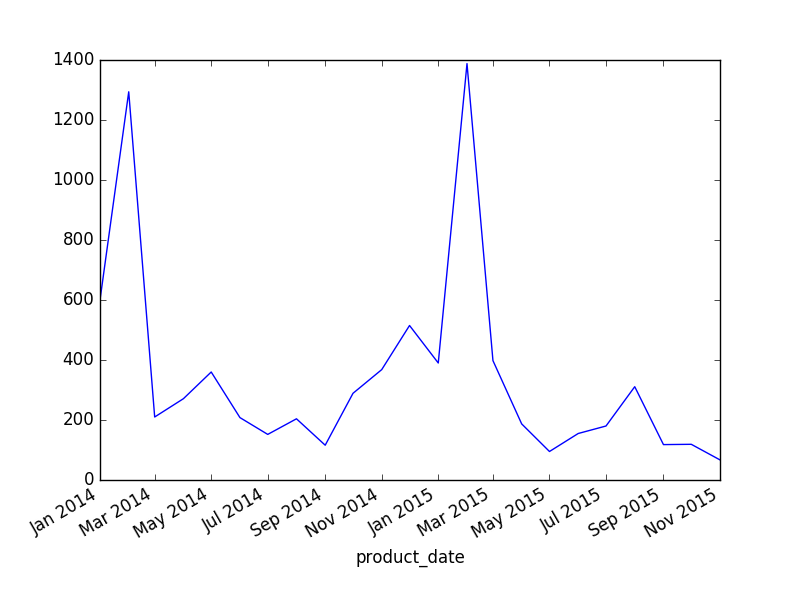 1400
1200
1000
800
600
400
200
0
Jan 2014
Mar 2014
May 2014
Jul 2014
Sep 2014
Nov 2014
Jan 2015
Mar 2015
May 2015
Jul 2015
Sep 2015
Nov 2015
product_date